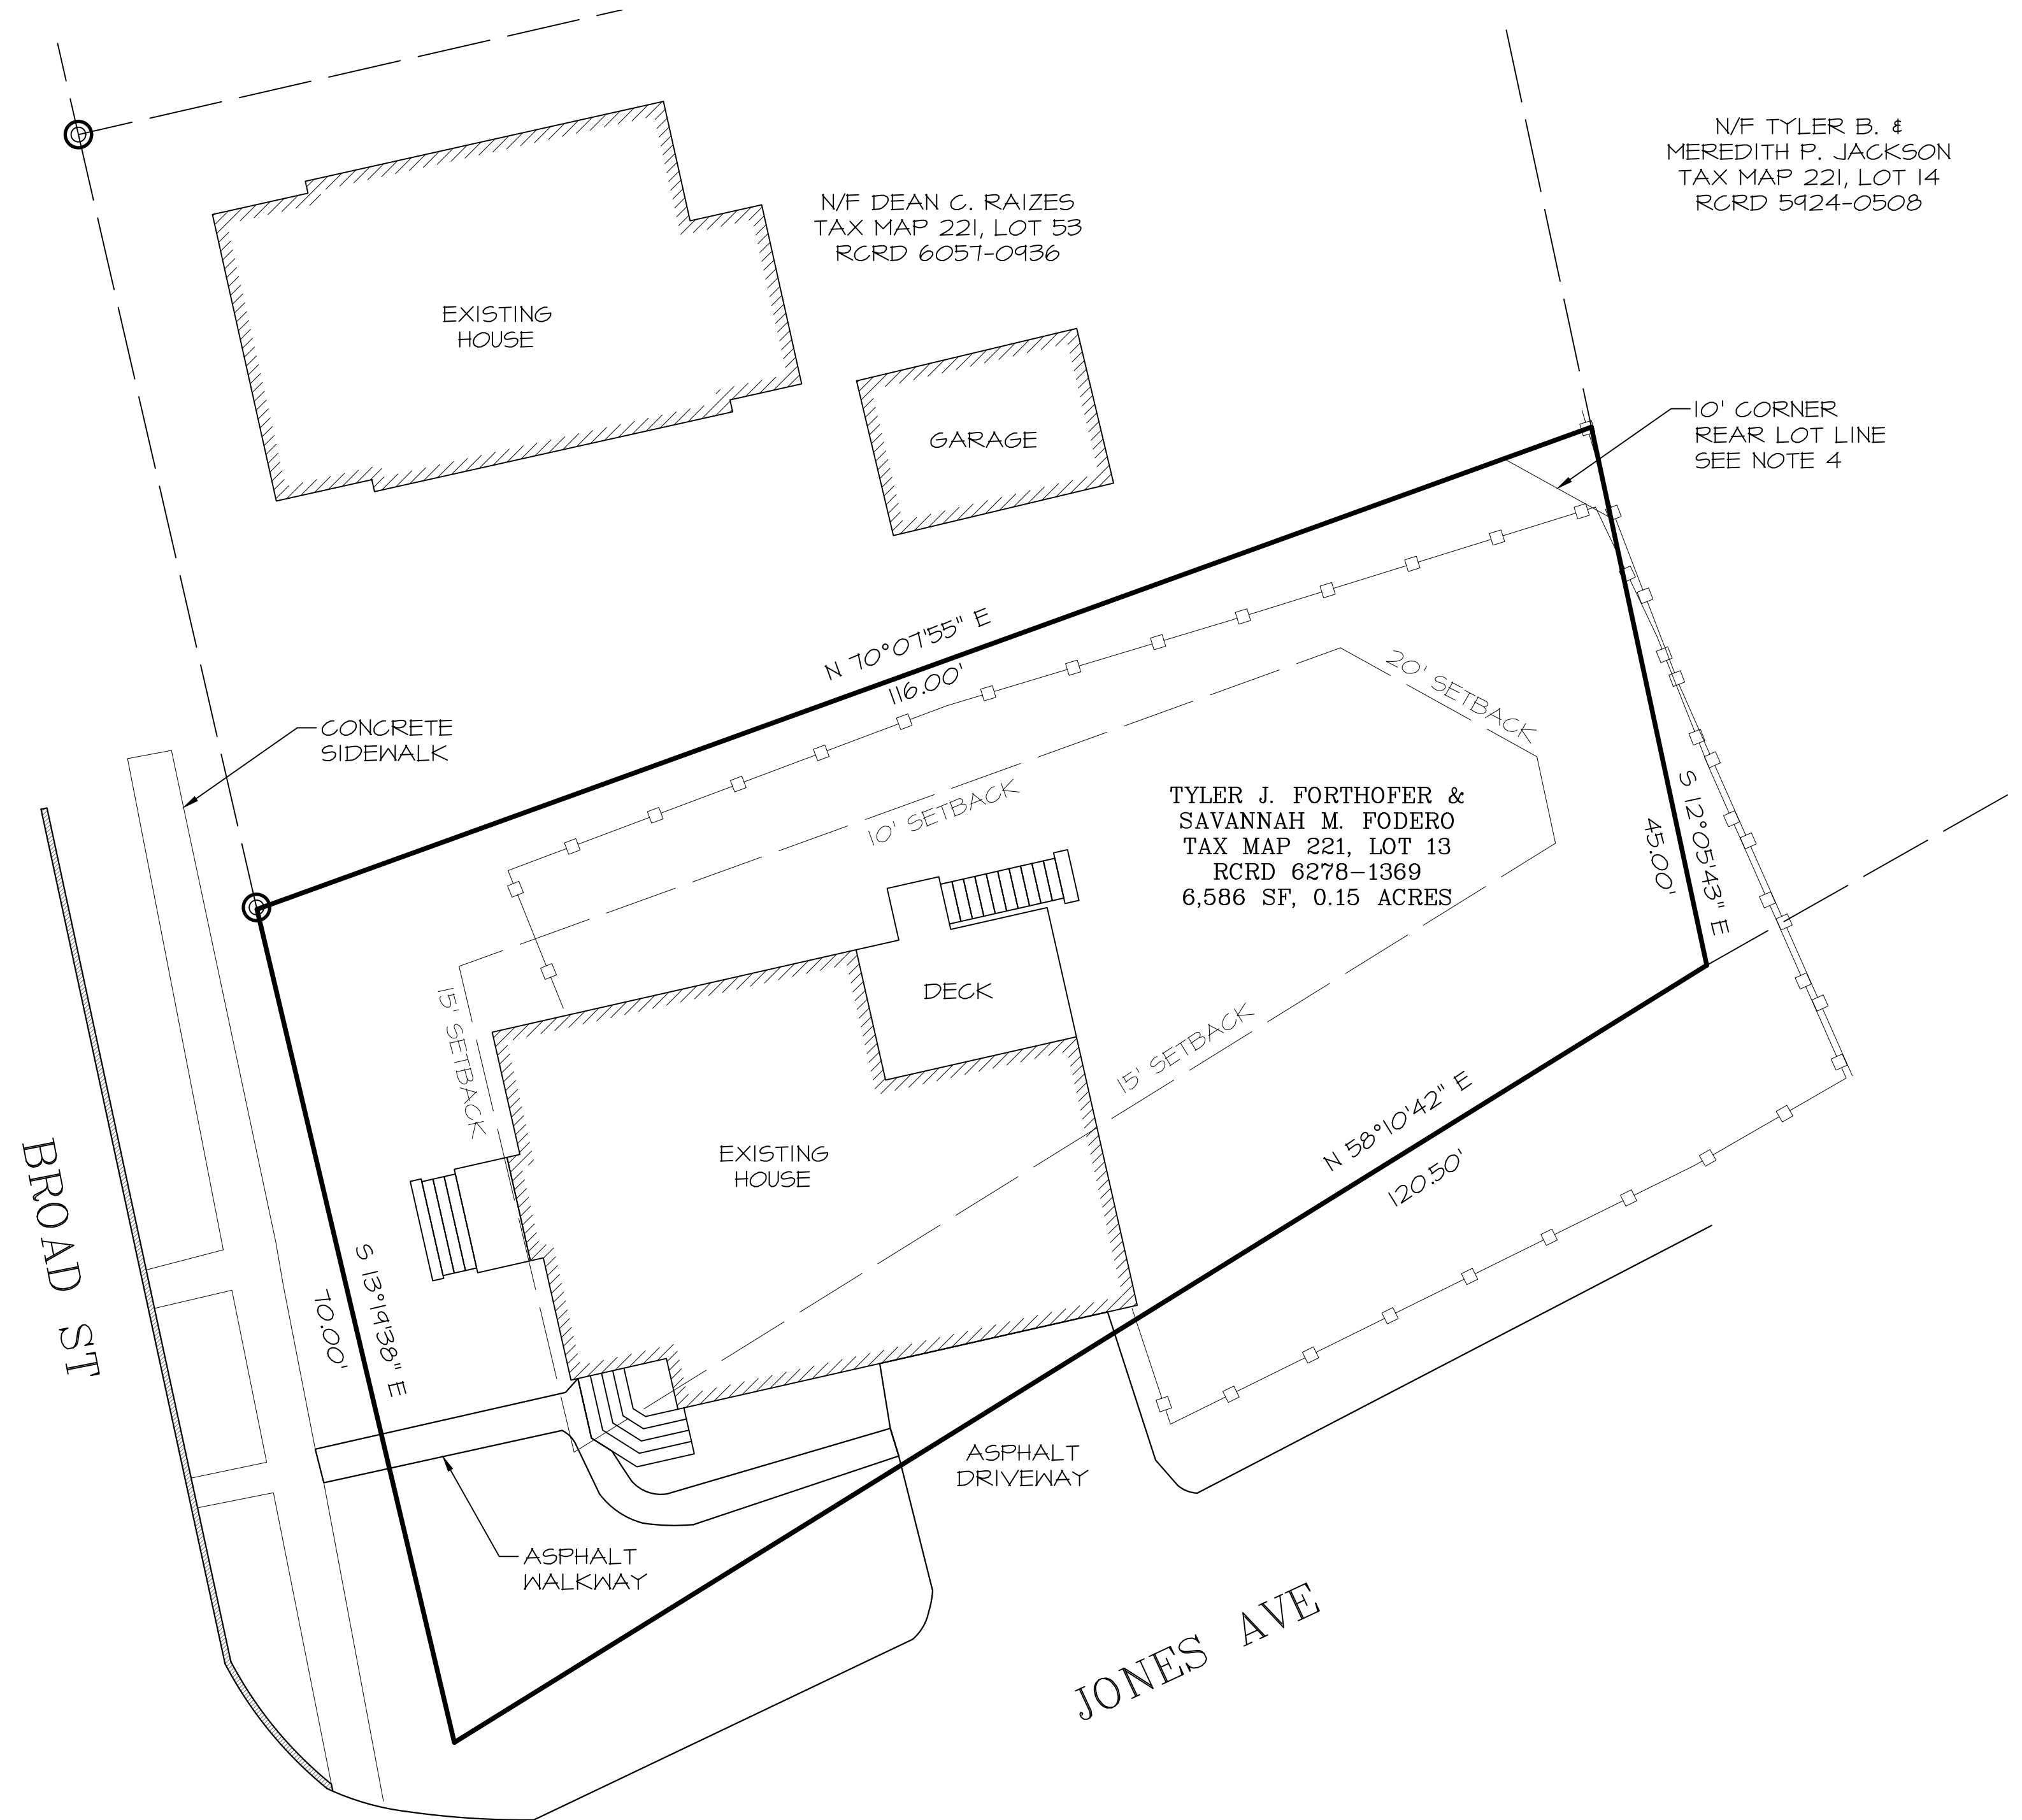 N/F TYLER B. &
MEREDITH P. JACKSON
TAX MAP 221, LOT 14
RCRD 5924-0508
N/F DEAN C. RAIZES
TAX MAP 221, LOT 53
RCRD 6057-0936
EXISTING
HOUSE
GARAGE
10' CORNER
REAR LOT LINE
SEE NOTE 4
N 70°07'55" E
116.00'
CONCRETE
SIDEWALK
20' SETBACK
10' SETBACK
TYLER J. FORTHOFER &
SAVANNAH M. FODERO
TAX MAP 221, LOT 13
RCRD 6278-1369
6,586 SF, 0.15 ACRES
S 12°05'43" E
45.00'
DECK
15' SETBACK
15' SETBACK
EXISTING
HOUSE
N 58°10'42" E
120.50'
BROAD ST
S 13°19'38" E
70.00'
ASPHALT
DRIVEWAY
ASPHALT
WALKWAY
JONES AVE